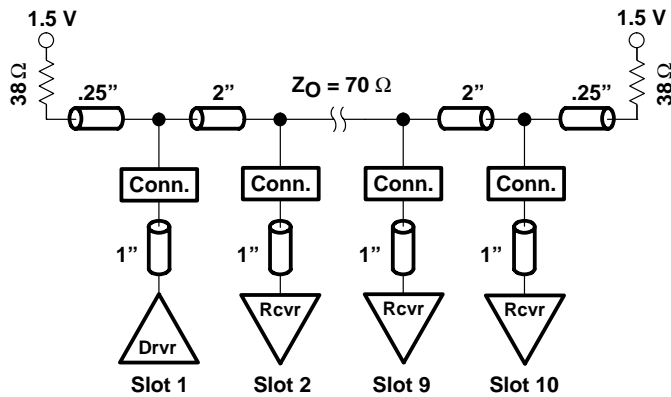 1.5 V
1.5 V
38 Ω
.25”
2”
ZO = 70 Ω
2”
.25”
38 Ω
Conn.
Conn.
Conn.
Conn.
1”
1”
1”
1”
Drvr
Rcvr
Rcvr
Rcvr
Slot 1
Slot 2
Slot 9
Slot 10